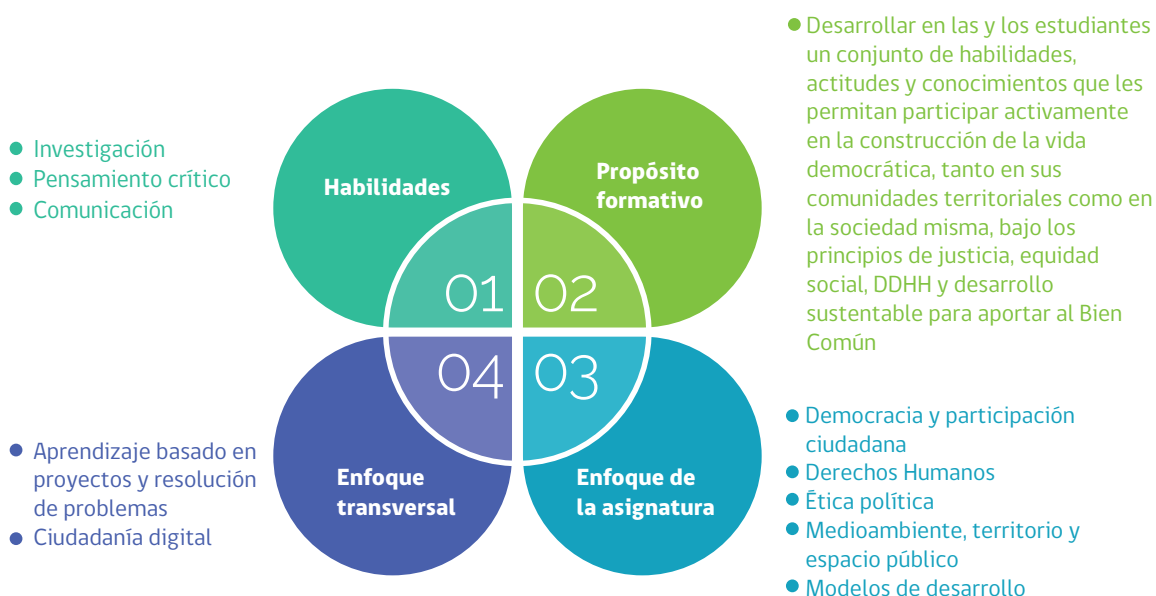 Habilidades
01
Investigación
Pensamiento crítico
Comunicación
Propósito
formativo
02
Desarrollar en las y los estudiantes
un conjunto de habilidades,
actitudes y conocimientos que les
permitan participar activamente
en la construcción de la vida
democrática, tanto en sus
comunidades territoriales como en
la sociedad misma, bajo los
principios de justicia, equidad
social, DDHH y desarrollo
sustentable para aportar al Bien
Común
Enfoque de
la asignatura
03
Democracia y participación
ciudadana
Derechos Humanos
Ética política
Medioambiente, territorio y
espacio público
Modelos de desarrollo
Enfoque
transversal
04
Aprendizaje basado en
proyectos y resolución
de problemas
Ciudadanía digital